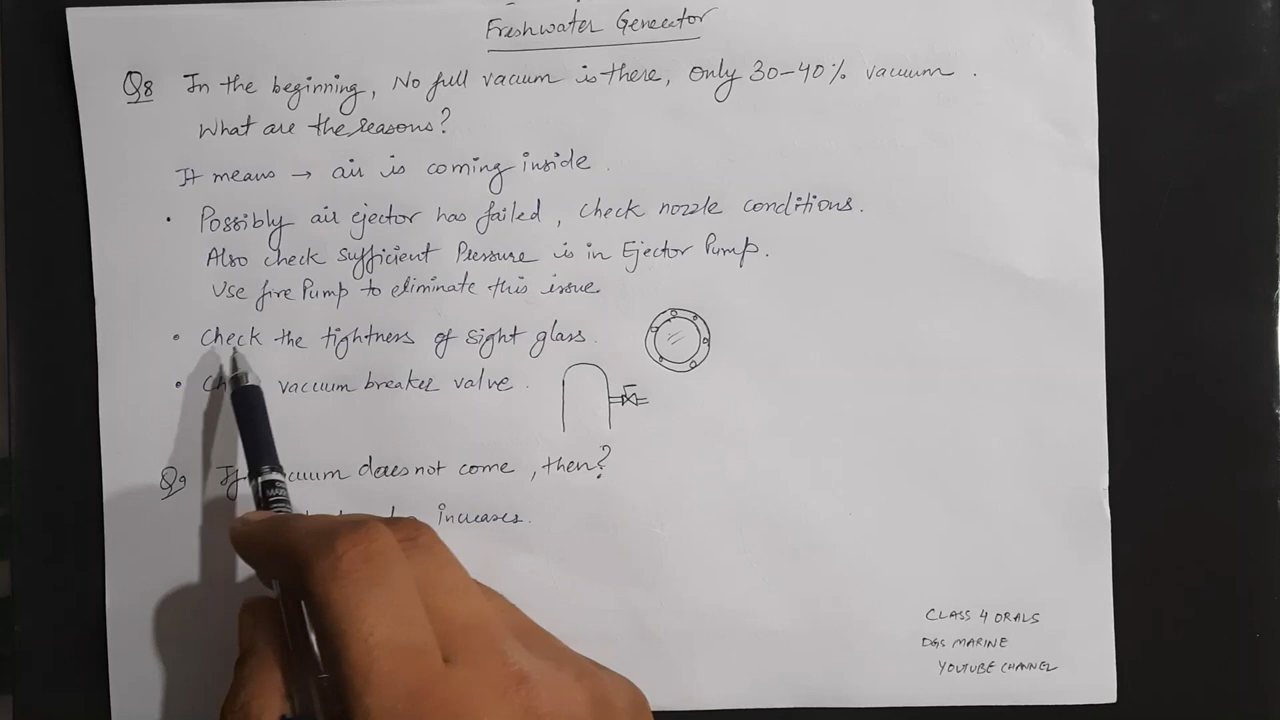 Freshwater Generator
Q8 In the beginning, No full vacuum is there, Only 30-40% vacuum.
What are the reasons?
It means → air is coming inside.
• Possibly air ejector has failed, check nozzle conditions.
Also check sufficient Pressure is in Ejector Pump.
Use fire Pump to eliminate this issue
• Check the tightness of sight glass.
• vacuum breaker valve.
Q9 If does not come, then?
increases.
CLASS 4 ORALS
DGS MARINE
YOUTUBE CHANNEL